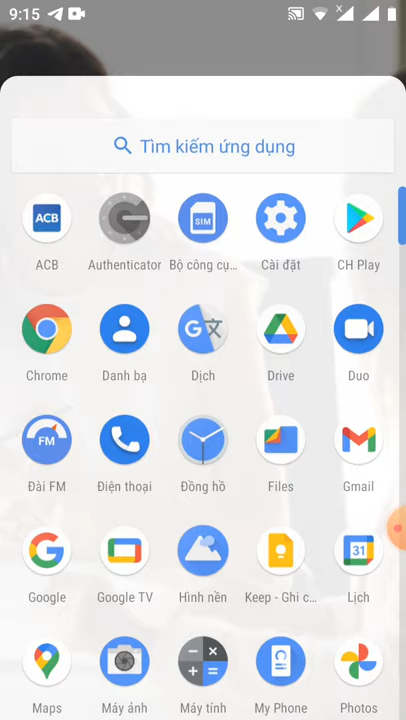 9:15
Tìm kiếm ứng dụng
ACB
SIM
ACB
Authenticator
Bộ công cụ...
Cài đặt
CH Play
G文
Chrome
Danh bạ
Dịch
Drive
Duo
FM
Đài FM
Điện thoại
Đồng hồ
Files
Gmail
31
Google
Google TV
Hình nền
Keep - Ghi c...
Lịch
Maps
Máy ảnh
Máy tính
My Phone
Photos